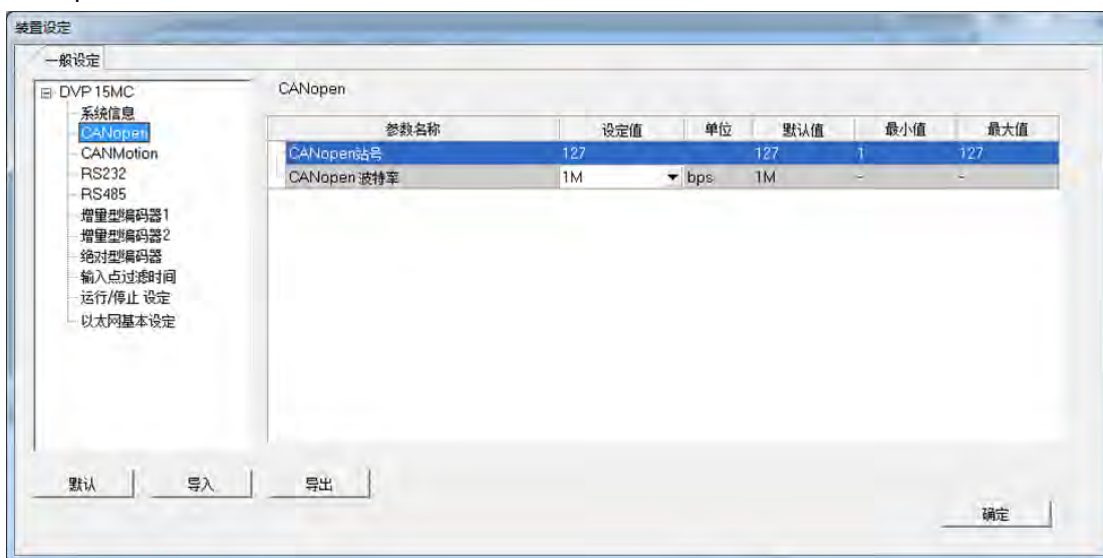 装置设定
一般设定
DVP 15MC
系统信息
CANopen
CANMotion
RS232
RS485
增量型编码器1
增量型编码器2
绝对型编码器
输入点过滤时间
运行/停止 设定
以太网基本设定
CANopen
参数名称 设定值 单位 默认值 最小值 最大值
CANopen站号 127 127 1 127
CANopen 波特率 1M bps 1M - -
默认 导入 导出
确定